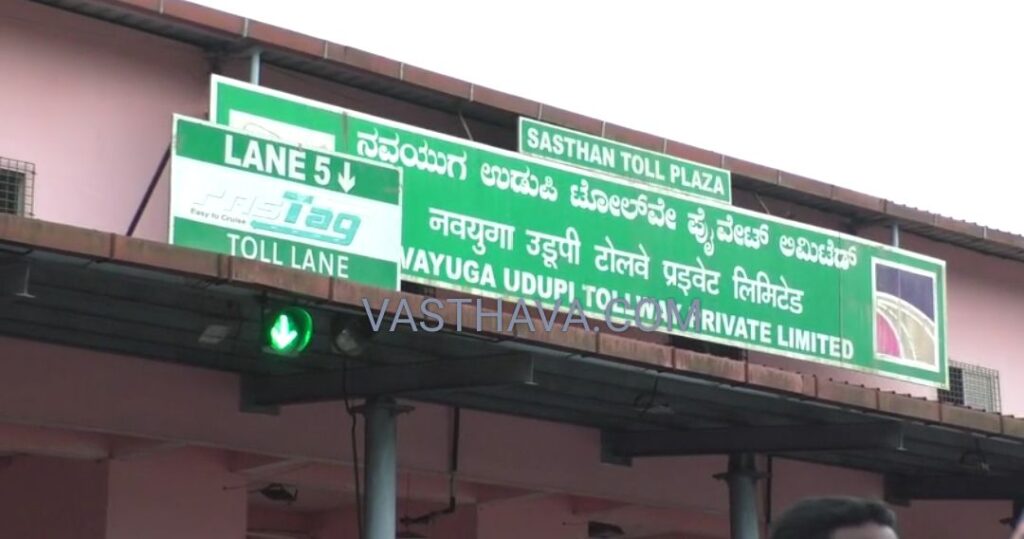 SASTHAN TOLL PLAZA
ನವಯುಗ ಉಡುಪಿ ಟೋಲ್‌ವೇ ಪ್ರೈವೇಟ್ ಲಿಮಿಟೆಡ್
नवयुगा उडूपी टोलवे प्रइवेट लिमिटेड
VAYUGA UDUPI TOLLWAY PRIVATE LIMITED
LANE 5 ↓
FASTag
Easy to Cruise
TOLL LANE
VASTHAVA.COM